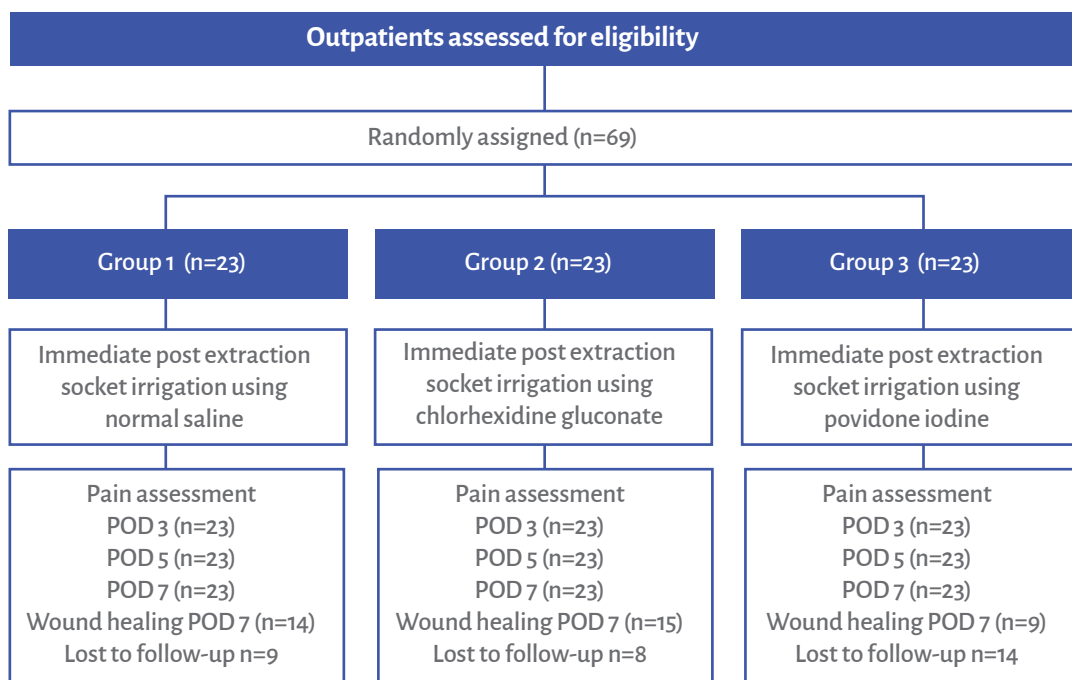 Outpatients assessed for eligibility
Randomly assigned (n=69)
Group 1 (n=23)
Immediate post extraction
socket irrigation using
normal saline
Pain assessment
POD 3 (n=23)
POD 5 (n=23)
POD 7 (n=23)
Wound healing POD 7 (n=14)
Lost to follow-up n=9
Group 2 (n=23)
Immediate post extraction
socket irrigation using
chlorhexidine gluconate
Pain assessment
POD 3 (n=23)
POD 5 (n=23)
POD 7 (n=23)
Wound healing POD 7 (n=15)
Lost to follow-up n=8
Group 3 (n=23)
Immediate post extraction
socket irrigation using
povidone iodine
Pain assessment
POD 3 (n=23)
POD 5 (n=23)
POD 7 (n=23)
Wound healing POD 7 (n=9)
Lost to follow-up n=14